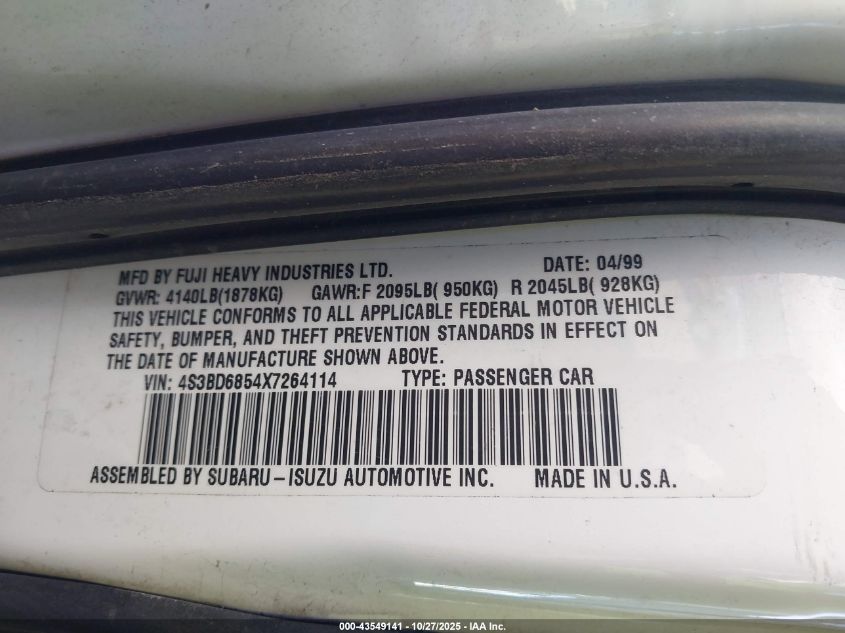 MFD BY FUJI HEAVY INDUSTRIES LTD. DATE: 04/99
GVWR: 4140LB(1878KG) GAWR:F 2095LB( 950KG) R 2045LB( 928KG)
THIS VEHICLE CONFORMS TO ALL APPLICABLE FEDERAL MOTOR VEHICLE
SAFETY, BUMPER, AND THEFT PREVENTION STANDARDS IN EFFECT ON
THE DATE OF MANUFACTURE SHOWN ABOVE.
VIN: 4S3BD6854X7264114 TYPE: PASSENGER CAR
ASSEMBLED BY SUBARU-ISUZU AUTOMOTIVE INC. MADE IN U.S.A.
000-43549141 - 10/27/2025 - IAA Inc.